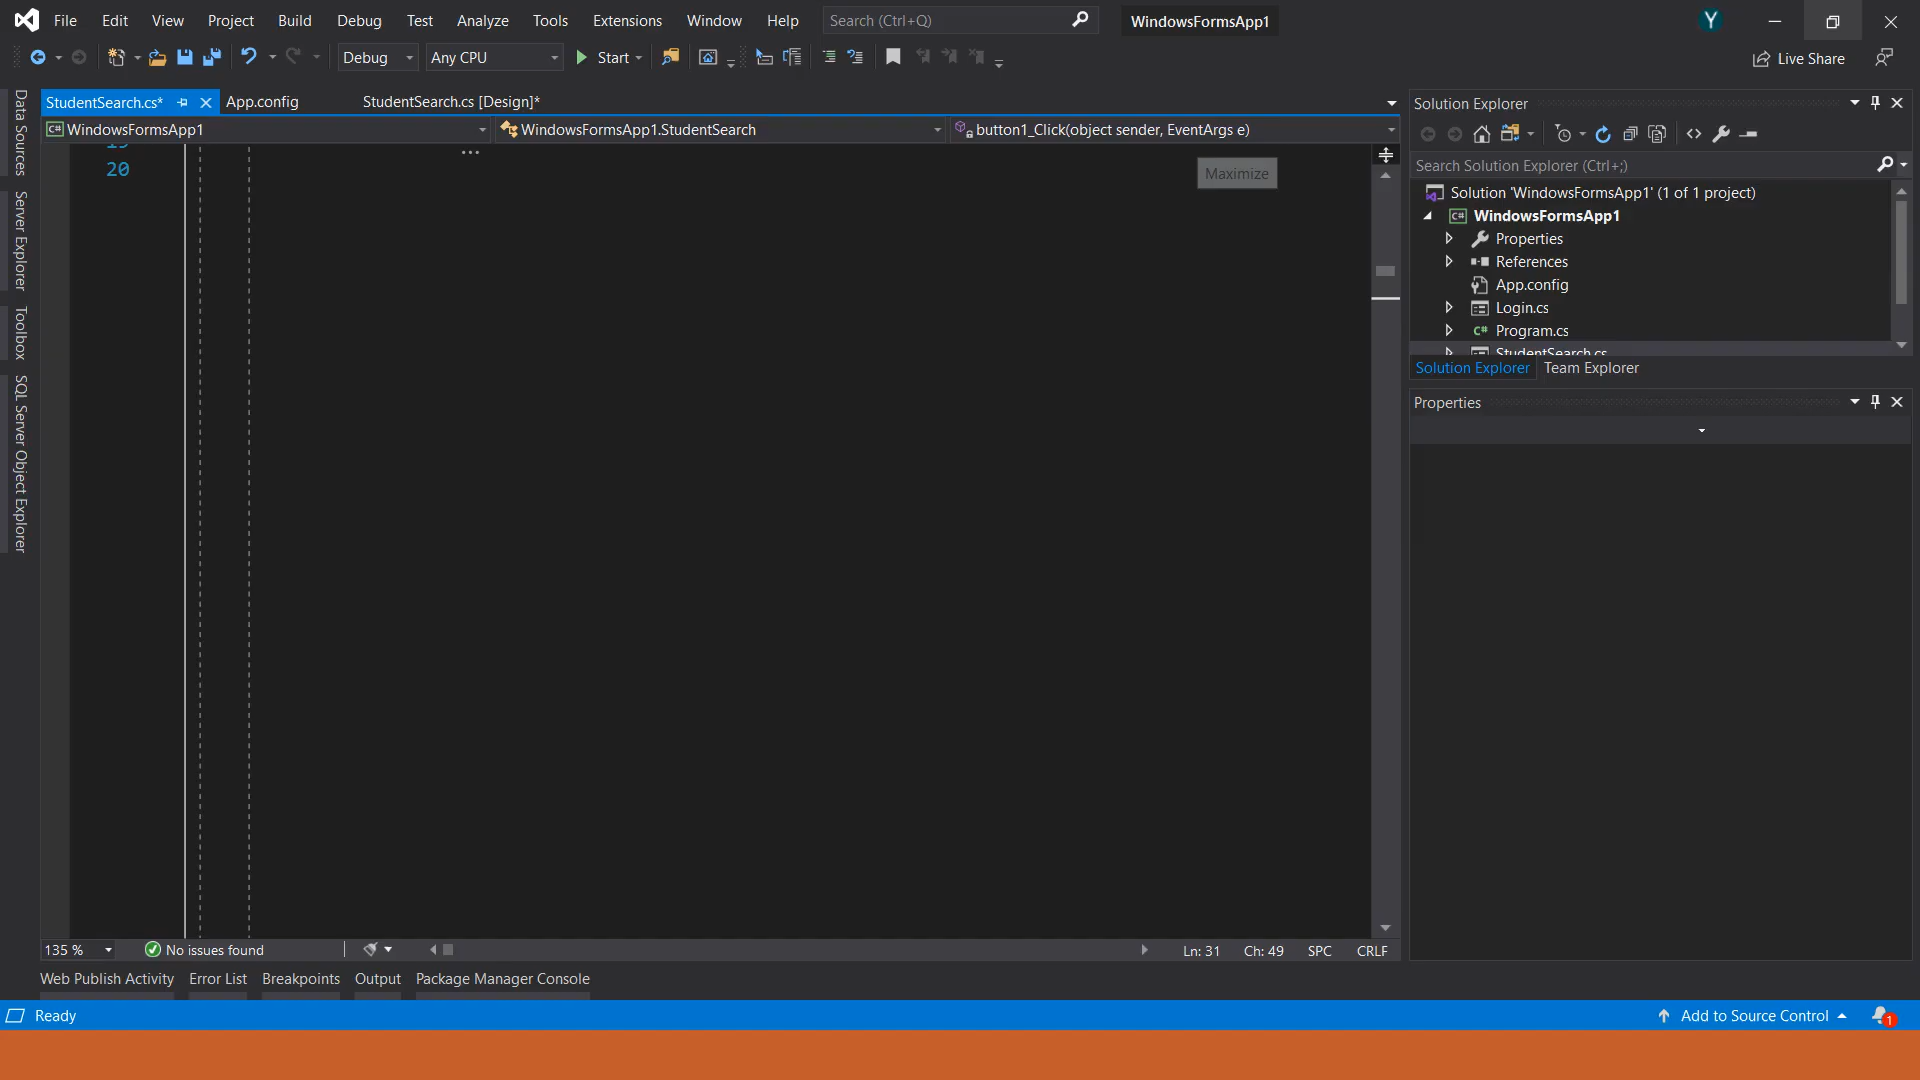 File Edit View Project Build Debug Test Analyze Tools Extensions Window Help Search (Ctrl+Q) WindowsFormsApp1 Y
Debug Any CPU Start Live Share
StudentSearch.cs* App.config StudentSearch.cs [Design]*
WindowsFormsApp1 WindowsFormsApp1.StudentSearch button1_Click(object sender, EventArgs e)
20
Maximize
Data Sources
Server Explorer
Toolbox
SQL Server Object Explorer
Solution Explorer
Search Solution Explorer (Ctrl+;)
Solution 'WindowsFormsApp1' (1 of 1 project)
C# WindowsFormsApp1
Properties
References
App.config
Login.cs
C# Program.cs
StudentSearch.cs
Solution Explorer Team Explorer
Properties
135 % No issues found Ln: 31 Ch: 49 SPC CRLF
Web Publish Activity Error List Breakpoints Output Package Manager Console
Ready Add to Source Control 1